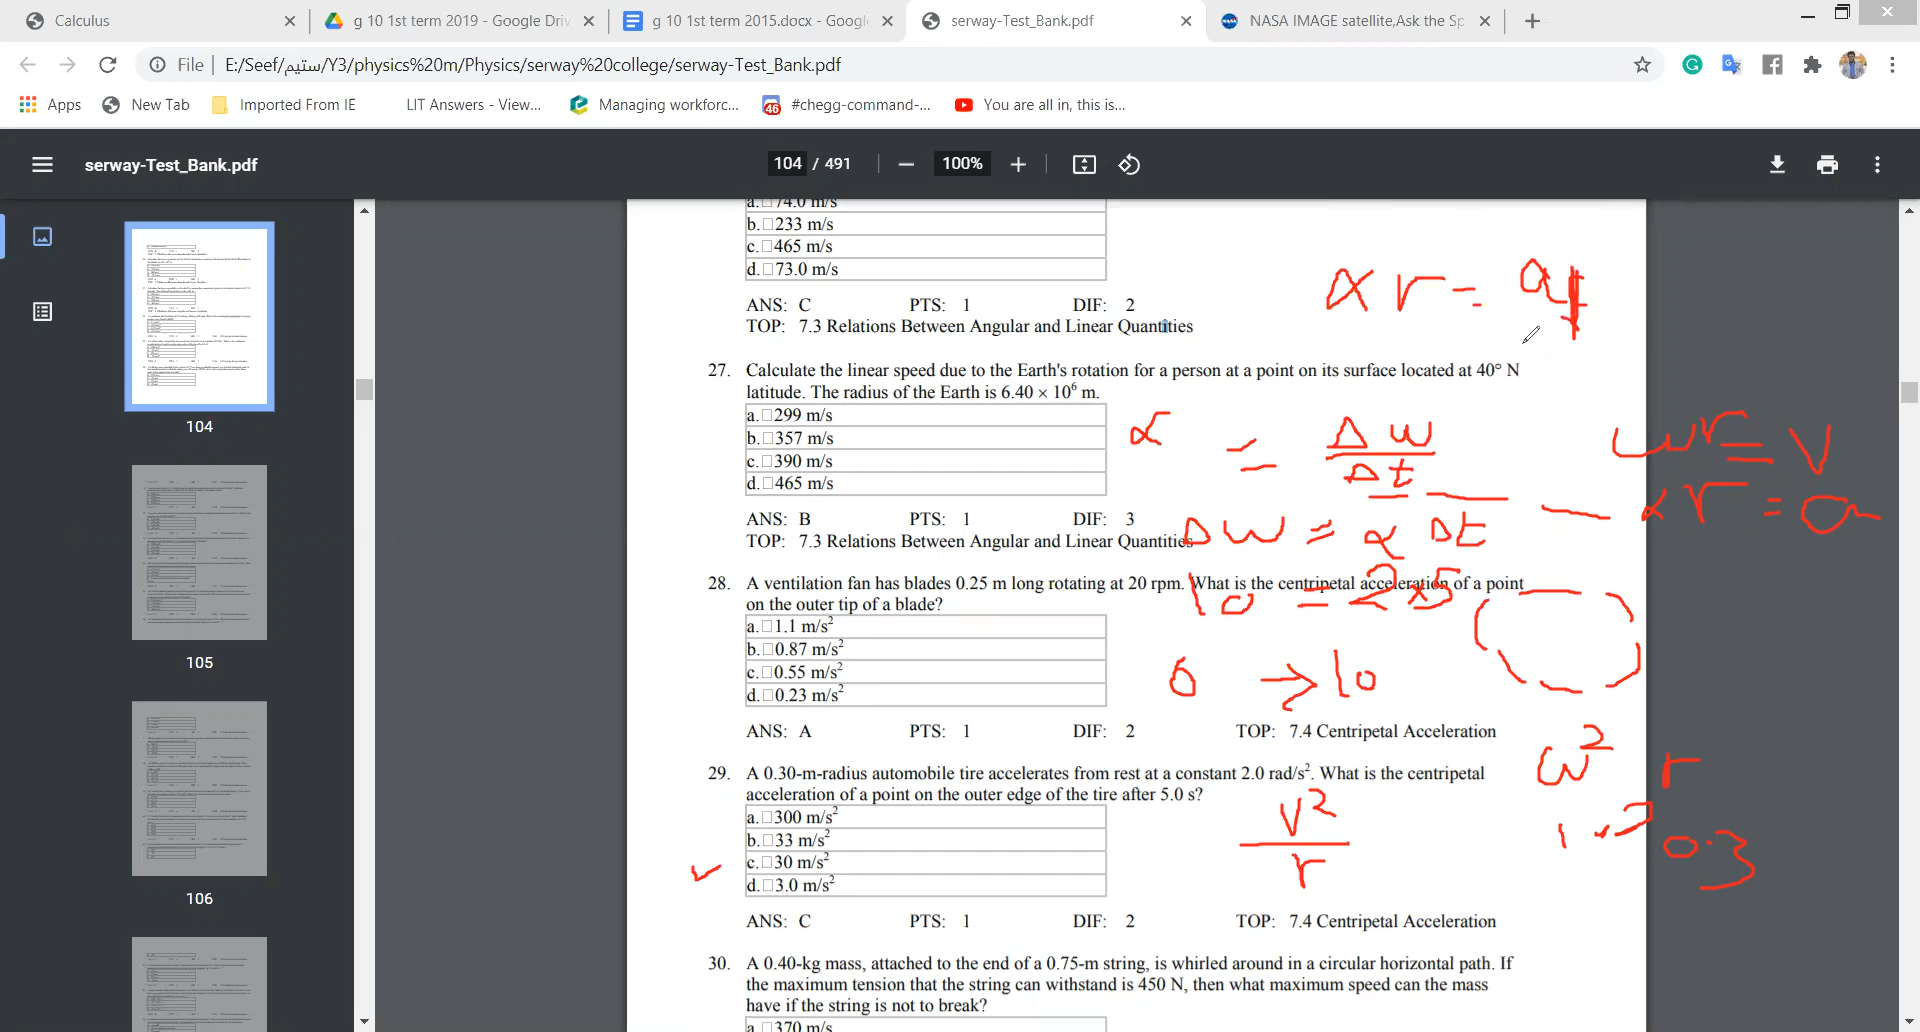 Calculus
g 10 1st term 2019 - Google Driv
g 10 1st term 2015.docx - Googl
serway-Test_Bank.pdf
NASA IMAGE satellite,Ask the Sp
File | E:/Seef/ستيم/Y3/physics%20m/Physics/serway%20college/serway-Test_Bank.pdf
Apps
New Tab
Imported From IE
LIT Answers - View...
Managing workforc...
46
#chegg-command-...
You are all in, this is...
serway-Test_Bank.pdf
104 / 491
100%
104
105
106
a. 74.0 m/s
b. 233 m/s
c. 465 m/s
d. 73.0 m/s
α r = at
ANS: C PTS: 1 DIF: 2
TOP: 7.3 Relations Between Angular and Linear Quantities
27. Calculate the linear speed due to the Earth's rotation for a person at a point on its surface located at 40° N
latitude. The radius of the Earth is 6.40 × 10⁶ m.
a. 299 m/s
b. 357 m/s
c. 390 m/s
d. 465 m/s
α = Δw
Δt
wr = V
αr = a
ANS: B PTS: 1 DIF: 3
TOP: 7.3 Relations Between Angular and Linear Quantities
Δw = α Δt
28. A ventilation fan has blades 0.25 m long rotating at 20 rpm. What is the centripetal acceleration of a point
on the outer tip of a blade?
10 = 2×5
a. 1.1 m/s²
b. 0.87 m/s²
c. 0.55 m/s²
d. 0.23 m/s²
0 → 10
ANS: A PTS: 1 DIF: 2 TOP: 7.4 Centripetal Acceleration
ω² r
29. A 0.30-m-radius automobile tire accelerates from rest at a constant 2.0 rad/s². What is the centripetal
acceleration of a point on the outer edge of the tire after 5.0 s?
a. 300 m/s²
b. 33 m/s²
c. 30 m/s²
d. 3.0 m/s²
V²
r
0.3
ANS: C PTS: 1 DIF: 2 TOP: 7.4 Centripetal Acceleration
30. A 0.40-kg mass, attached to the end of a 0.75-m string, is whirled around in a circular horizontal path. If
the maximum tension that the string can withstand is 450 N, then what maximum speed can the mass
have if the string is not to break?
a. 370 m/s